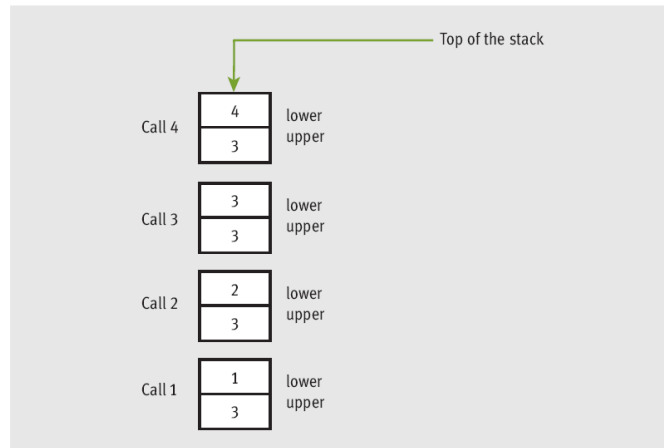 Top of the stack
Call 4
4
3
lower
upper
Call 3
3
3
lower
upper
Call 2
2
3
lower
upper
Call 1
1
3
lower
upper